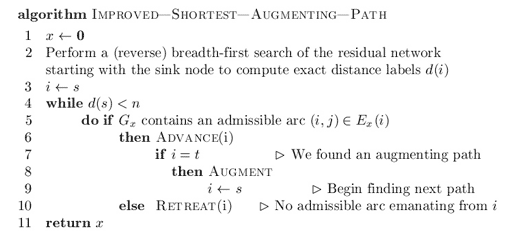 algorithm IMPROVED—SHORTEST—AUGMENTING—PATH
1 x ← 0
2 Perform a (reverse) breadth-first search of the residual network
starting with the sink node to compute exact distance labels d(i)
3 i ← s
4 while d(s) < n
5 do if Gₓ contains an admissible arc (i, j) ∈ Eₓ(i)
6 then ADVANCE(i)
7 if i = t ▷ We found an augmenting path
8 then AUGMENT
9 i ← s ▷ Begin finding next path
10 else RETREAT(i) ▷ No admissible arc emanating from i
11 return x